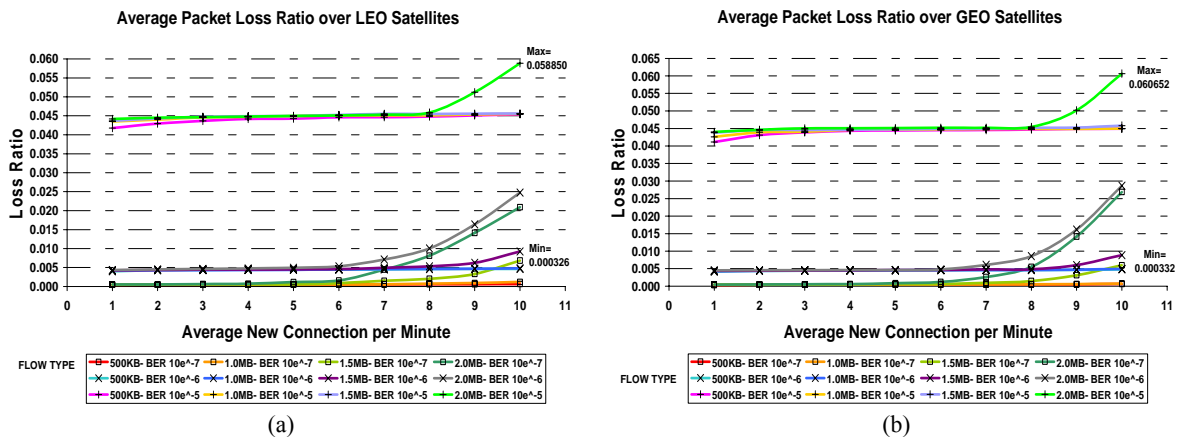 Average Packet Loss Ratio over LEO Satellites
Loss Ratio
0.060
0.055
0.050
0.045
0.040
0.035
0.030
0.025
0.020
0.015
0.010
0.005
0.000
Max=
0.058850
Min=
0.000326
0 1 2 3 4 5 6 7 8 9 10 11
Average New Connection per Minute
FLOW TYPE
500KB- BER 10e^-7 1.0MB- BER 10e^-7 1.5MB- BER 10e^-7 2.0MB- BER 10e^-7
500KB- BER 10e^-6 1.0MB- BER 10e^-6 1.5MB- BER 10e^-6 2.0MB- BER 10e^-6
500KB- BER 10e^-5 1.0MB- BER 10e^-5 1.5MB- BER 10e^-5 2.0MB- BER 10e^-5
(a)
Average Packet Loss Ratio over GEO Satellites
Loss Ratio
0.065
0.060
0.055
0.050
0.045
0.040
0.035
0.030
0.025
0.020
0.015
0.010
0.005
0.000
Max=
0.060652
Min=
0.000332
0 1 2 3 4 5 6 7 8 9 10 11
Average New Connection per Minute
FLOW TYPE
500KB- BER 10e^-7 1.0MB- BER 10e^-7 1.5MB- BER 10e^-7 2.0MB- BER 10e^-7
500KB- BER 10e^-6 1.0MB- BER 10e^-6 1.5MB- BER 10e^-6 2.0MB- BER 10e^-6
500KB- BER 10e^-5 1.0MB- BER 10e^-5 1.5MB- BER 10e^-5 2.0MB- BER 10e^-5
(b)